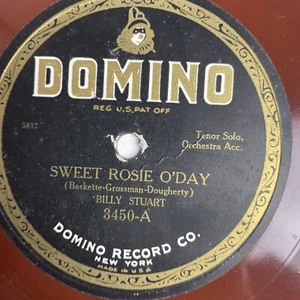 DOMINO
REG U.S. PAT OFF
5817
Tenor Solo,
Orchestra Acc.
SWEET ROSIE O'DAY
(Baskette-Grossman-Dougherty)
BILLY STUART
3450-A
DOMINO RECORD CO.
NEW YORK
MADE IN U.S.A